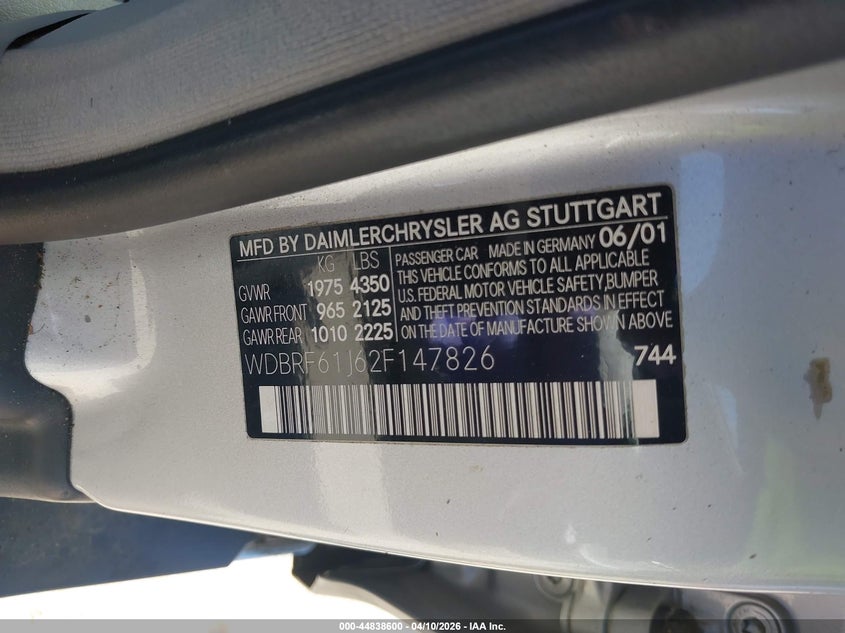 MFD BY DAIMLERCHRYSLER AG STUTTGART
KG LBS
GVWR 1975 4350
GAWR FRONT 965 2125
GAWR REAR 1010 2225
PASSENGER CAR MADE IN GERMANY 06/01
THIS VEHICLE CONFORMS TO ALL APPLICABLE
U.S. FEDERAL MOTOR VEHICLE SAFETY,BUMPER
AND THEFT PREVENTION STANDARDS IN EFFECT
ON THE DATE OF MANUFACTURE SHOWN ABOVE
WDBRF61J62F147826 744
000-44838600 - 04/10/2026 - IAA Inc.